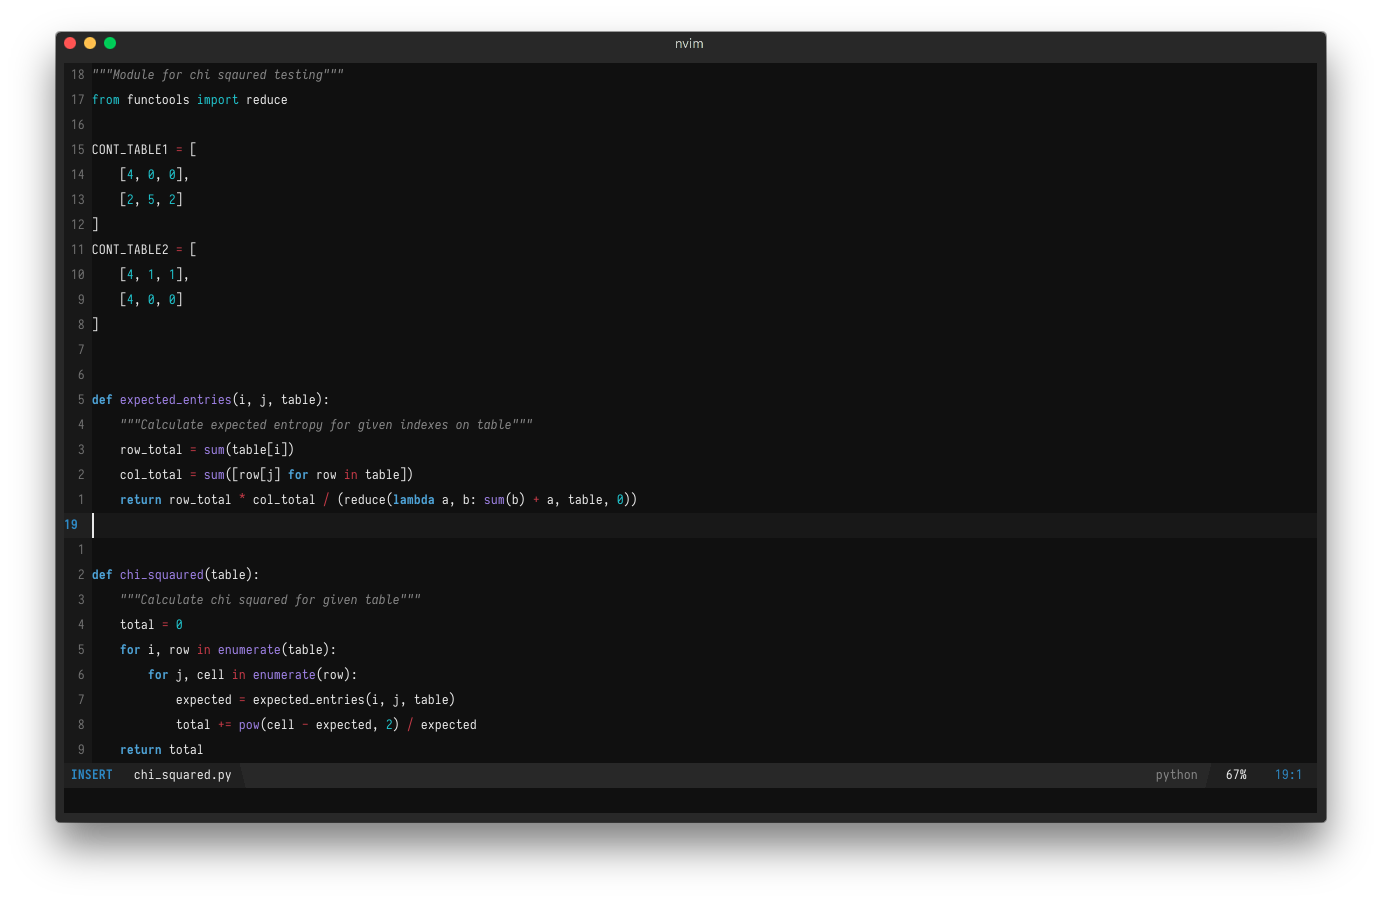 nvim
18 """Module for chi sqaured testing"""
17 from functools import reduce
16
15 CONT_TABLE1 = [
14     [4, 0, 0],
13     [2, 5, 2]
12 ]
11 CONT_TABLE2 = [
10     [4, 1, 1],
9     [4, 0, 0]
8 ]
7
6
5 def expected_entries(i, j, table):
4     """Calculate expected entropy for given indexes on table"""
3     row_total = sum(table[i])
2     col_total = sum([row[j] for row in table])
1     return row_total * col_total / (reduce(lambda a, b: sum(b) + a, table, 0))
19
1
2 def chi_squaured(table):
3     """Calculate chi squared for given table"""
4     total = 0
5     for i, row in enumerate(table):
6         for j, cell in enumerate(row):
7             expected = expected_entries(i, j, table)
8             total += pow(cell - expected, 2) / expected
9     return total
INSERT chi_squared.py python 67% 19:1